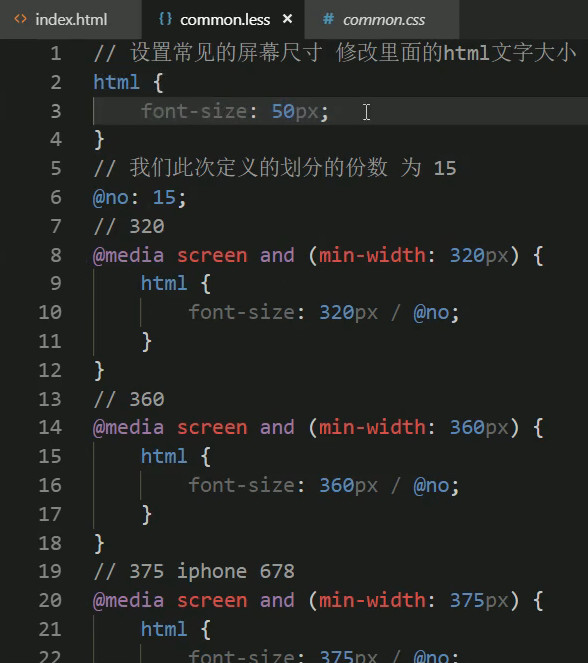 <> index.html {} common.less × # common.css
1 // 设置常见的屏幕尺寸 修改里面的html文字大小
2 html {
3 font-size: 50px;
4 }
5 // 我们此次定义的划分的份数 为 15
6 @no: 15;
7 // 320
8 @media screen and (min-width: 320px) {
9 html {
10 font-size: 320px / @no;
11 }
12 }
13 // 360
14 @media screen and (min-width: 360px) {
15 html {
16 font-size: 360px / @no;
17 }
18 }
19 // 375 iphone 678
20 @media screen and (min-width: 375px) {
21 html {
22 font-size: 375px / @no;